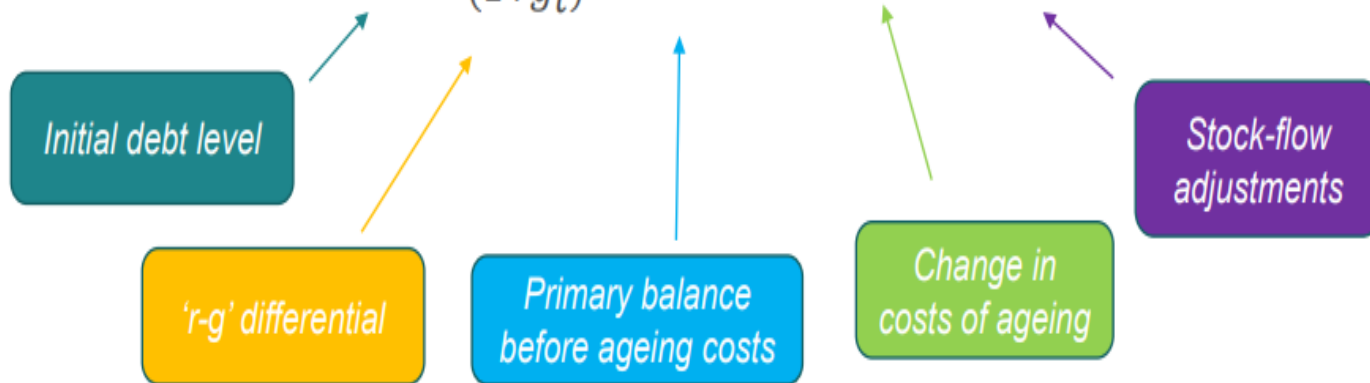 Initial debt level
'r-g' differential
Primary balance
before ageing costs
Change in
costs of ageing
Stock-flow
adjustments